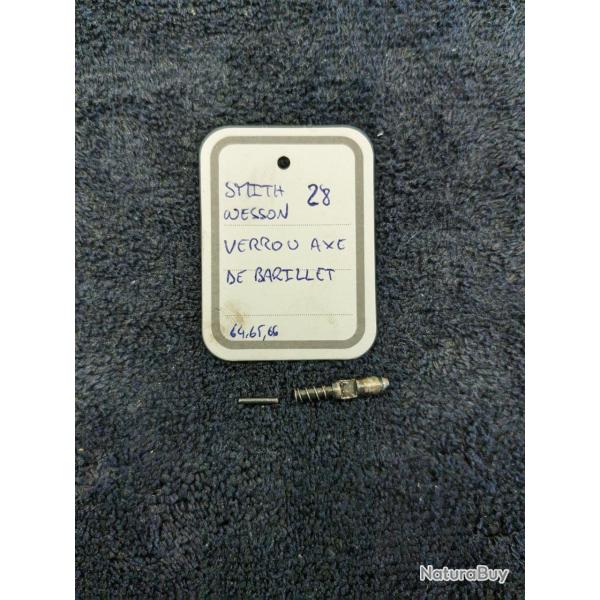 SMITH 28
WESSON
VERROU AXE
DE BARILLET
64,65,66
NaturaBuy